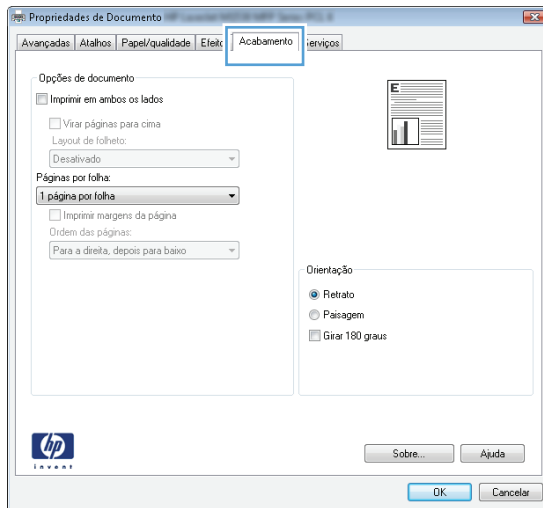 Propriedades de Documento
Avançadas Atalhos Papel/qualidade Acabamento Serviços
Opções de documento
Imprimir em ambos os lados
Virar páginas para cima
Layout de folheto:
Desativado
Páginas por folha:
1 página por folha
Imprimir margens da página
Ordem das páginas:
Para a direita, depois para baixo
E
Orientação
Retrato
Paisagem
Girar 180 graus
hp
invent
Sobre... Ajuda
OK Cancelar